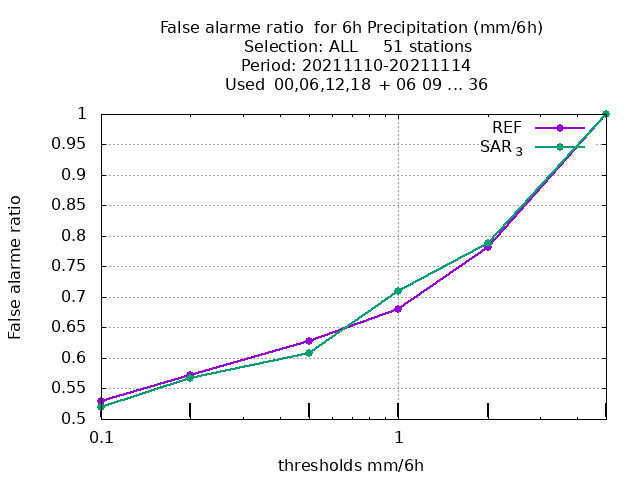 False alarme ratio  for 6h Precipitation (mm/6h)
Selection: ALL     51 stations
Period: 20211110-20211114
Used  00,06,12,18  + 06 09 ... 36
1
REF
SAR 3
0.95
0.9
0.85
0.8
0.75
0.7
0.65
0.6
0.55
0.5
False alarme ratio
0.1
1
thresholds mm/6h